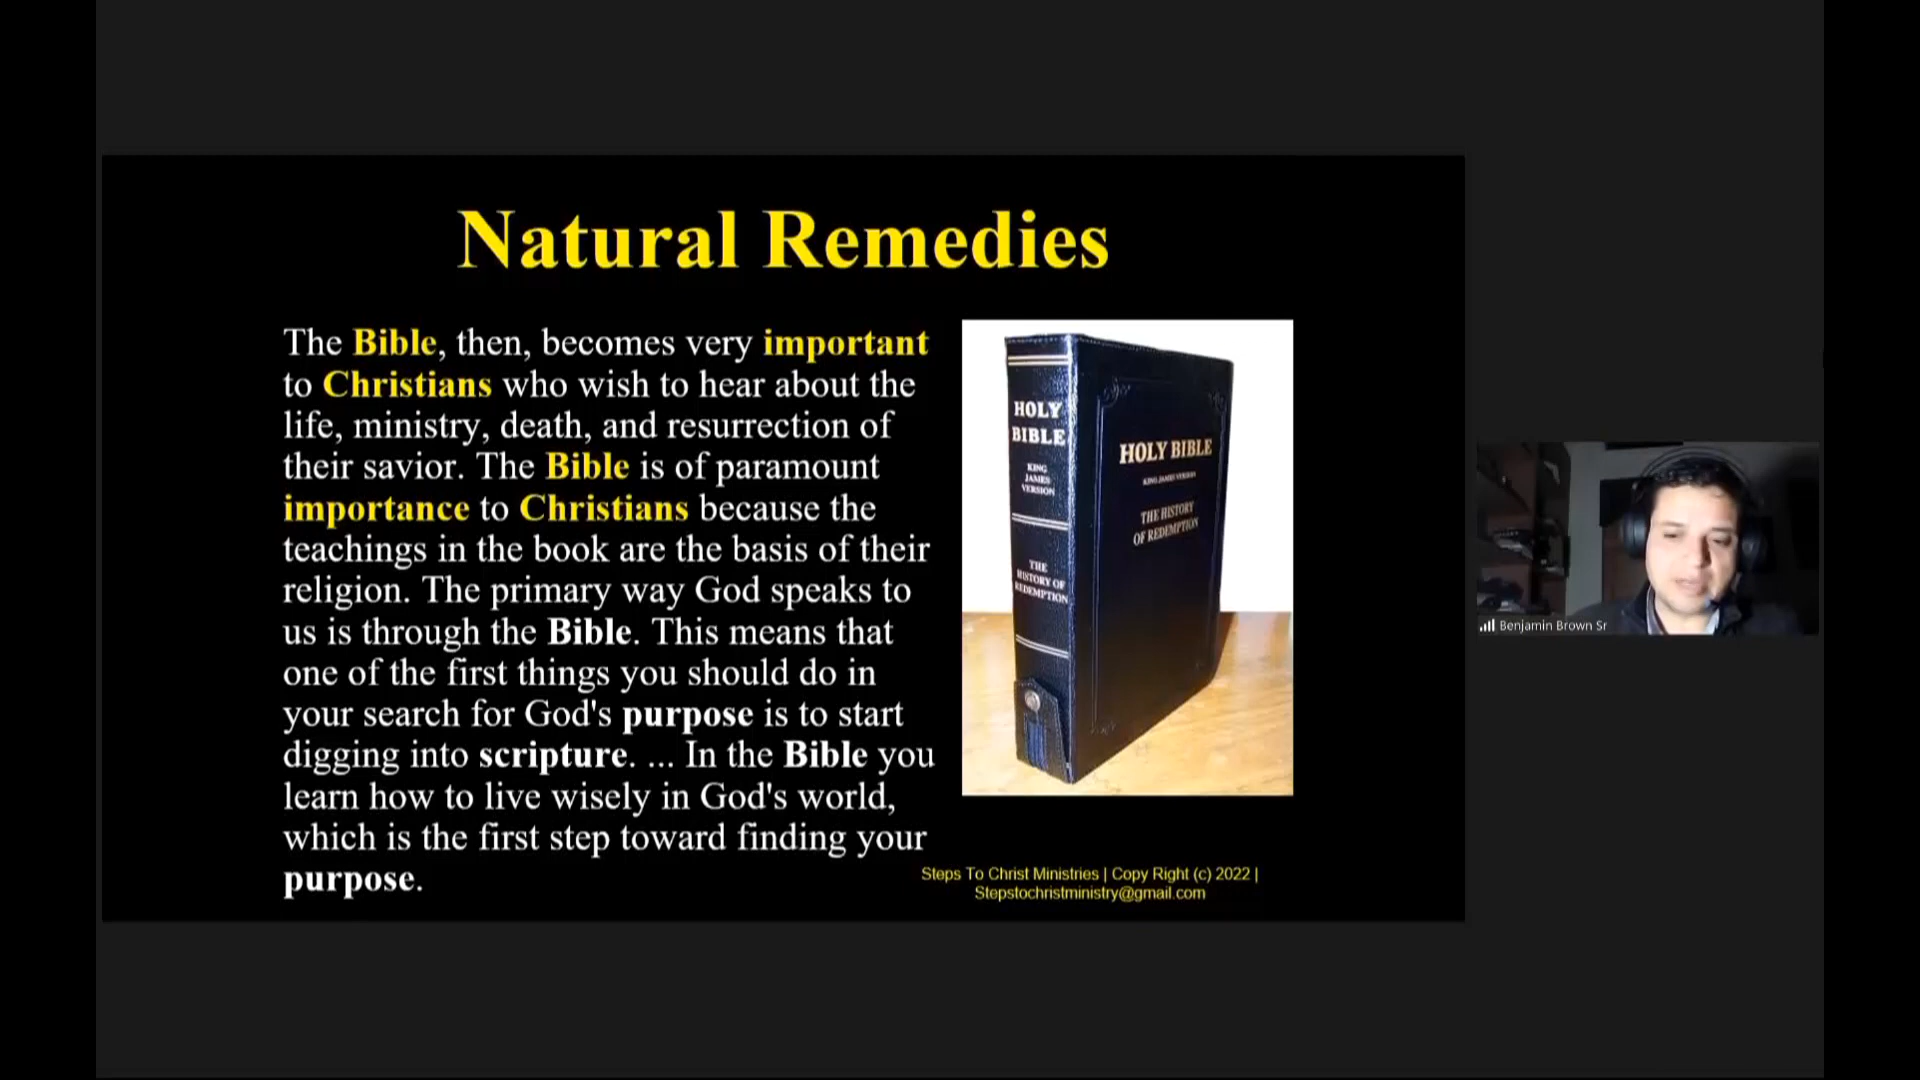 Natural Remedies
The Bible, then, becomes very important
to Christians who wish to hear about the
life, ministry, death, and resurrection of
their savior. The Bible is of paramount
importance to Christians because the
teachings in the book are the basis of their
religion. The primary way God speaks to
us is through the Bible. This means that
one of the first things you should do in
your search for God's purpose is to start
digging into scripture. ... In the Bible you
learn how to live wisely in God's world,
which is the first step toward finding your
purpose.
HOLY
BIBLE
KING
JAMES
VERSION
THE
HISTORY OF
REDEMPTION
HOLY BIBLE
KING JAMES VERSION
THE HISTORY
OF REDEMPTION
Steps To Christ Ministries | Copy Right (c) 2022 |
Stepstochristministry@gmail.com
Benjamin Brown Sr